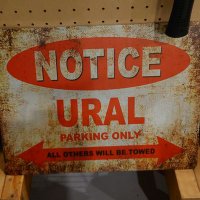 NOTICE
URAL
PARKING ONLY
ALL OTHERS WILL BE TOWED